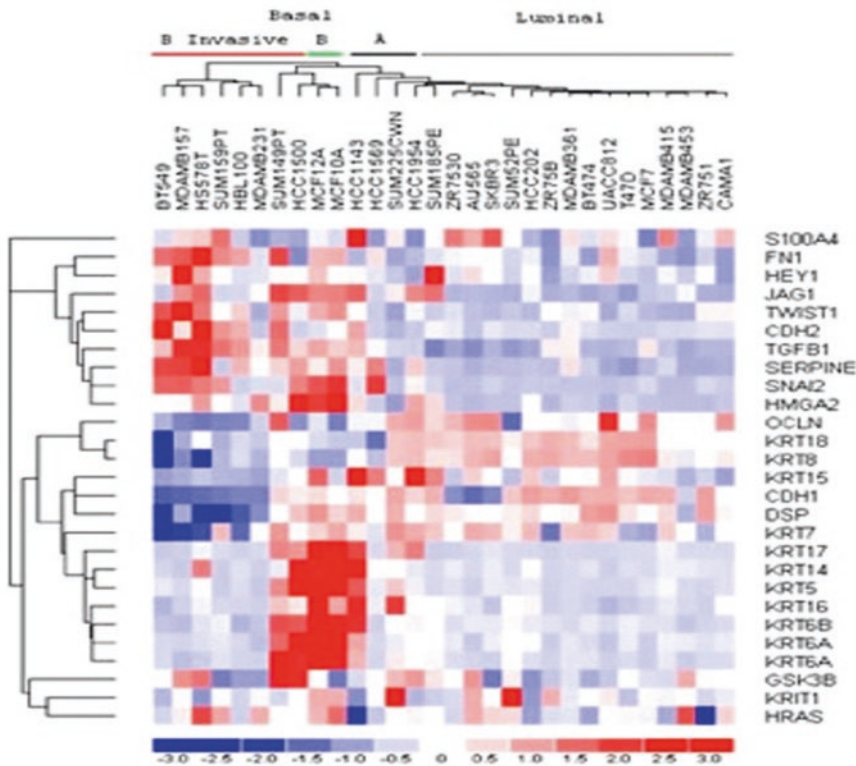 Basal Luminal
B Invasive B A
BT549
MDAMB157
HS578T
SUM159PT
HBL100
MDAMB231
SUM149PT
HCC1500
MCF12A
MCF10A
HCC1143
HCC1569
SUM225CWN
HCC1954
SUM185PE
ZR7530
AU565
SKBR3
SUM52PE
HCC202
ZR75B
MDAMB361
BT474
UACC812
T47D
MCF7
MDAMB415
MDAMB453
ZR751
CAMA1
S100A4
FN1
HEY1
JAG1
TWIST1
CDH2
TGFB1
SERPINE
SNAI2
HMGA2
OCLN
KRT18
KRT8
KRT15
CDH1
DSP
KRT7
KRT17
KRT14
KRT5
KRT16
KRT6B
KRT6A
KRT6A
GSK3B
KRIT1
HRAS
-3.0 -2.5 -2.0 -1.5 -1.0 -0.5 0 0.5 1.0 1.5 2.0 2.5 3.0